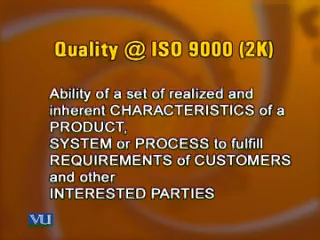 Quality @ ISO 9000 (2K)
Ability of a set of realized and
inherent CHARACTERISTICS of a
PRODUCT,
SYSTEM or PROCESS to fulfill
REQUIREMENTS of CUSTOMERS
and other
INTERESTED PARTIES
VU